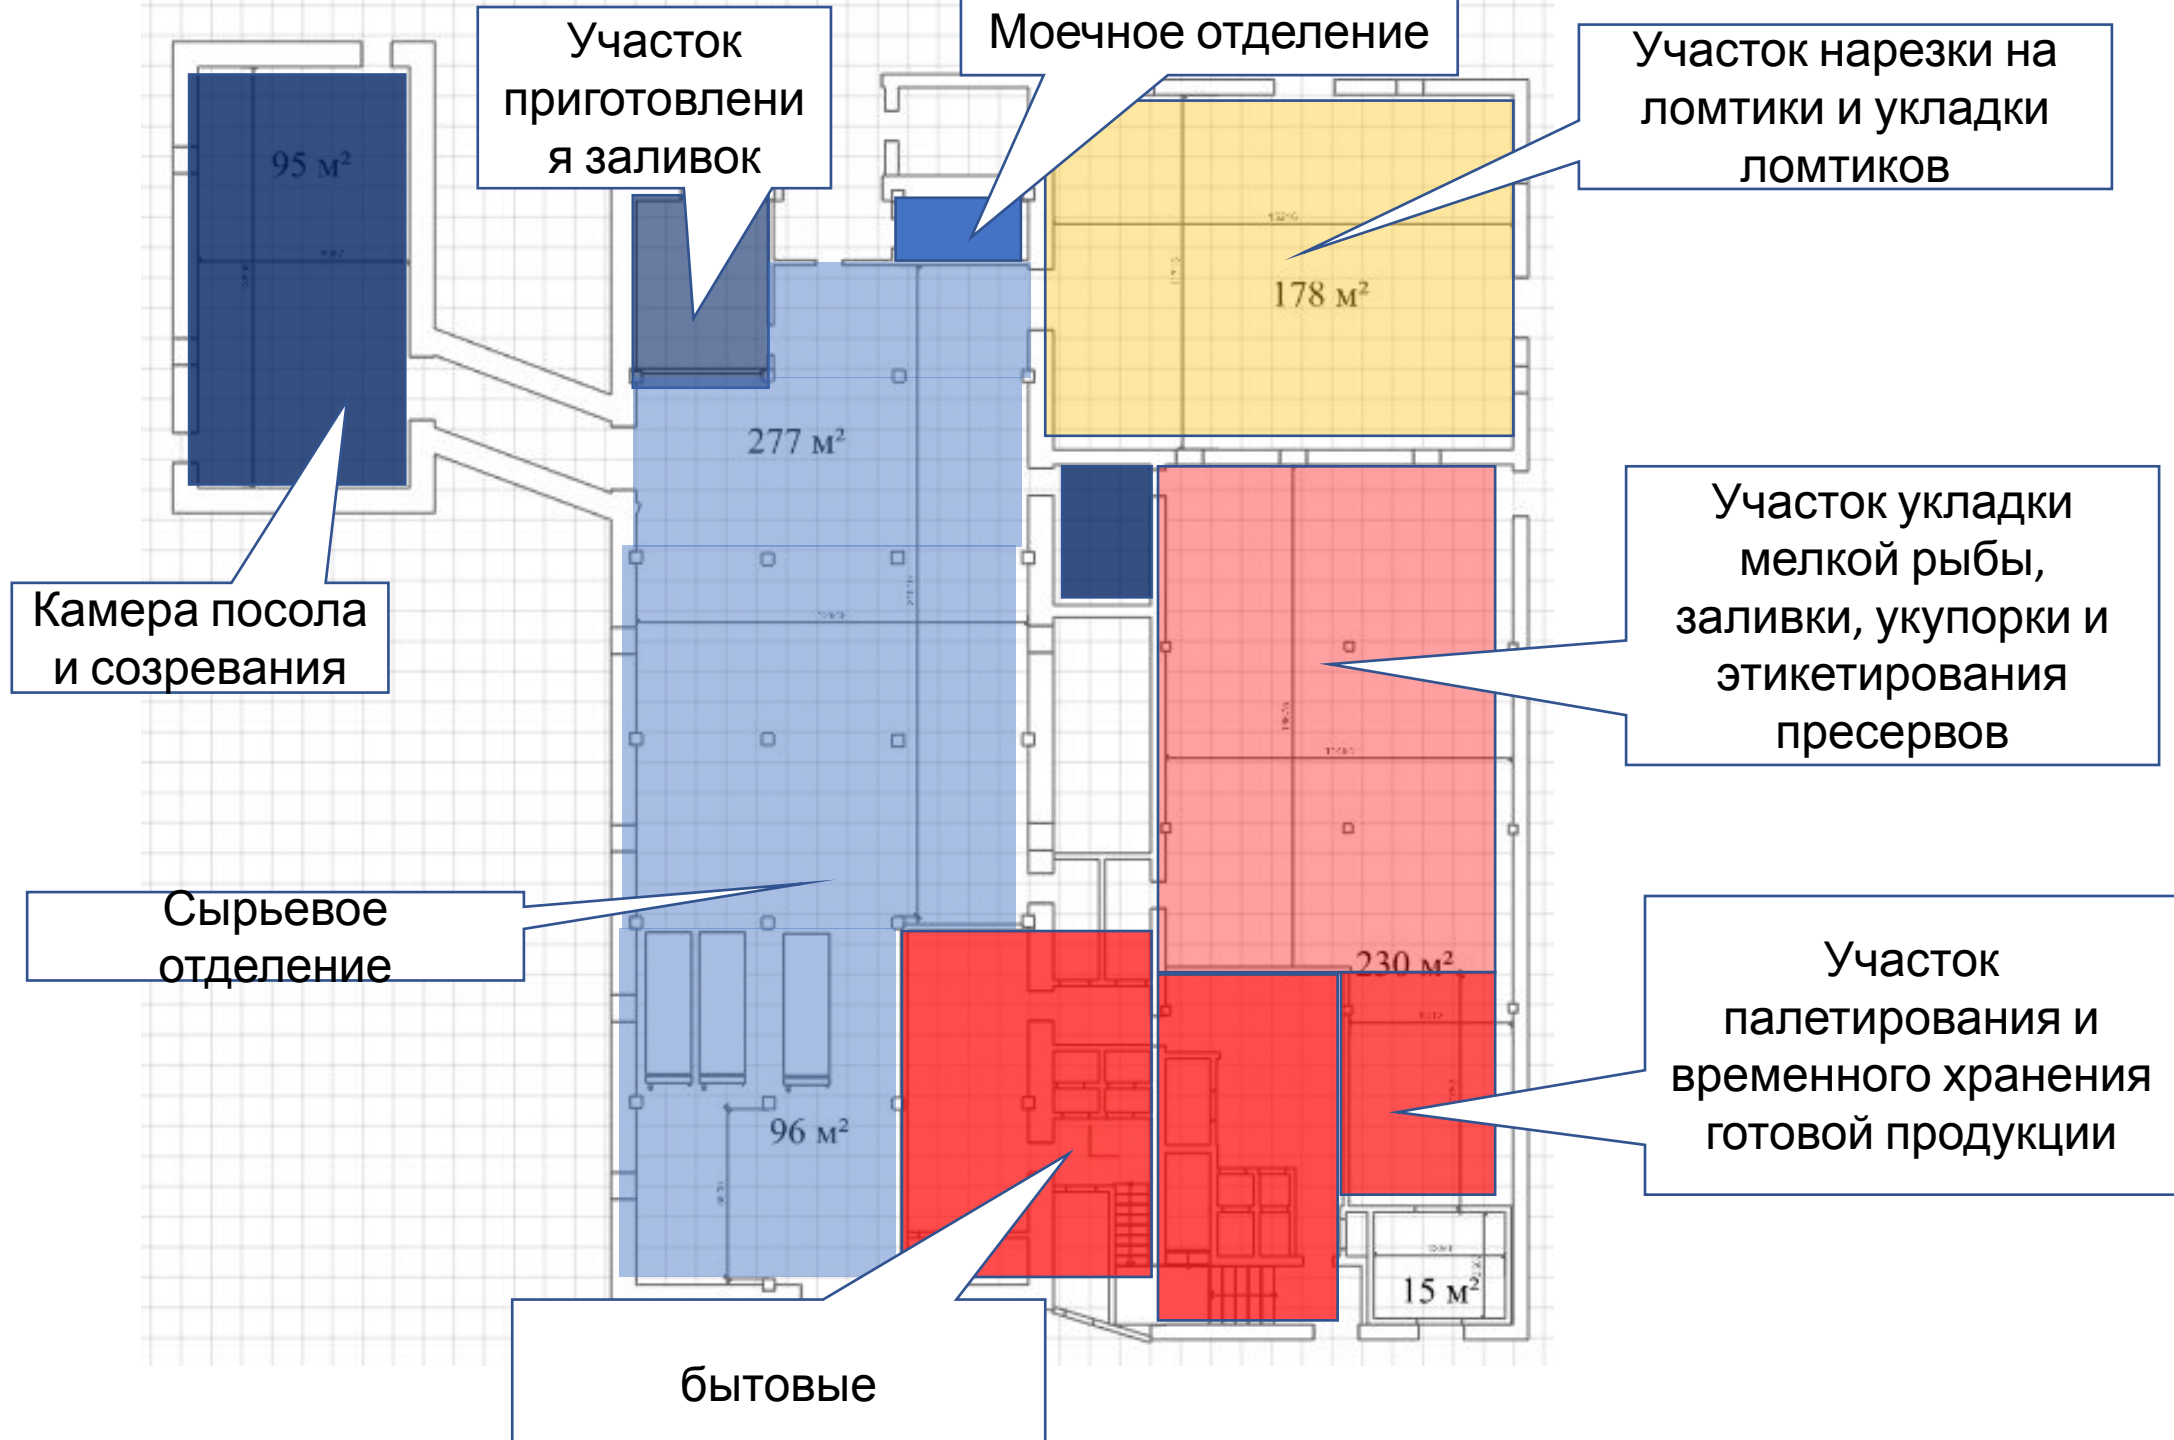 Участок
приготовлени
я заливок
Моечное отделение
Участок нарезки на
ломтики и укладки
ломтиков
95 м²
178 м²
277 м²
Камера посола
и созревания
Участок укладки
мелкой рыбы,
заливки, укупорки и
этикетирования
пресервов
Сырьевое
отделение
230 м²
Участок
палетирования и
временного хранения
готовой продукции
96 м²
15 м²
бытовые